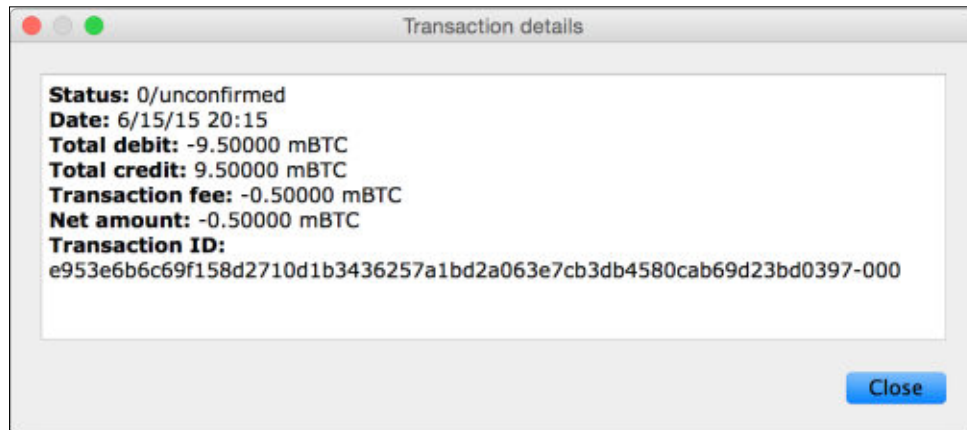 Transaction details
Status: 0/unconfirmed
Date: 6/15/15 20:15
Total debit: -9.50000 mBTC
Total credit: 9.50000 mBTC
Transaction fee: -0.50000 mBTC
Net amount: -0.50000 mBTC
Transaction ID:
e953e6b6c69f158d2710d1b3436257a1bd2a063e7cb3db4580cab69d23bd0397-000
Close